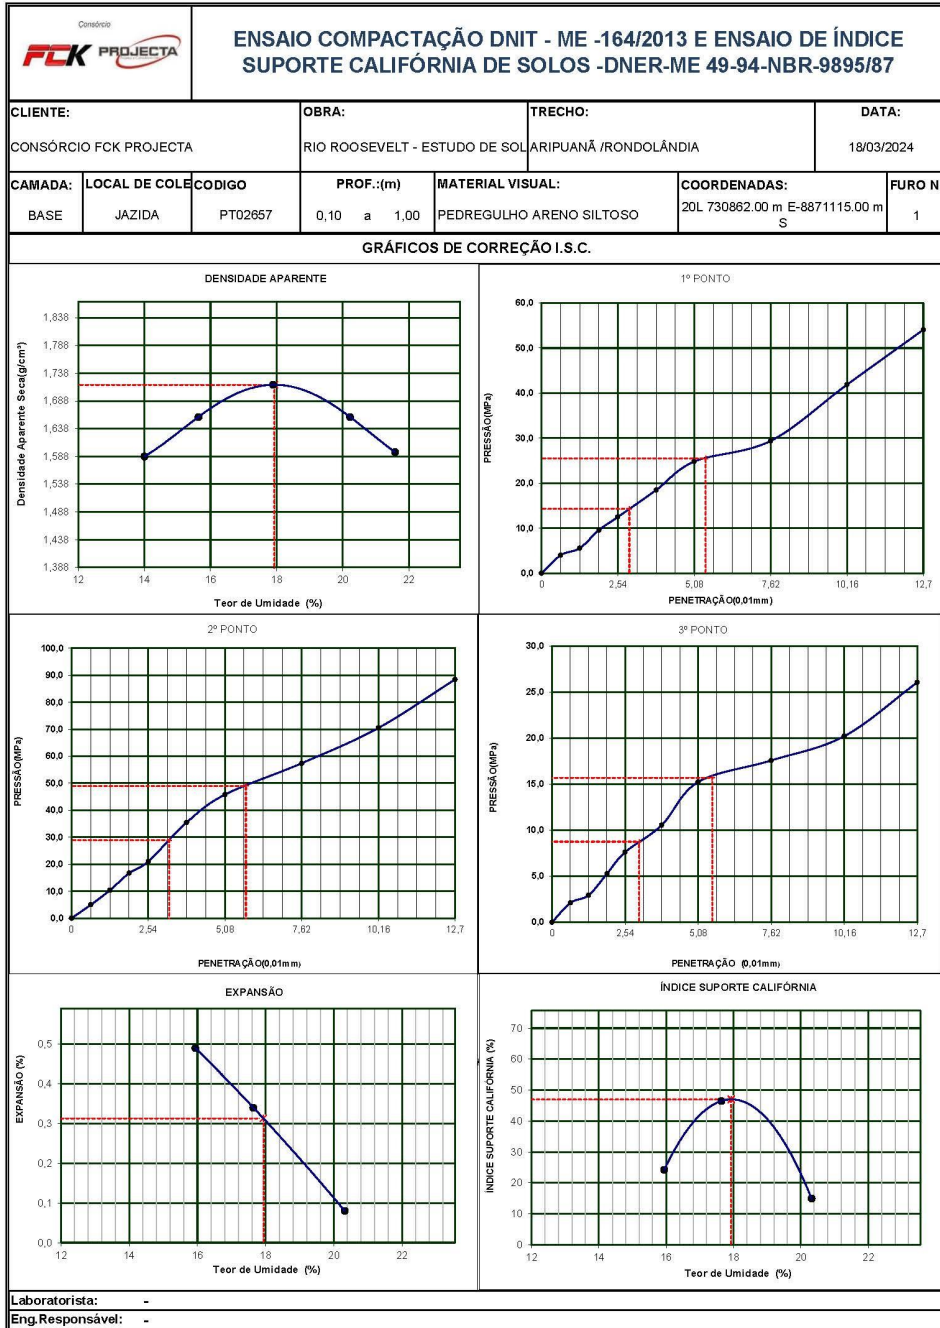 Consórcio
FCK PROJECTA
ENSAIO COMPACTAÇÃO DNIT - ME -164/2013 E ENSAIO DE ÍNDICE
SUPORTE CALIFÓRNIA DE SOLOS -DNER-ME 49-94-NBR-9895/87
CLIENTE: OBRA: TRECHO: DATA:
CONSÓRCIO FCK PROJECTA RIO ROOSEVELT - ESTUDO DE SOL ARIPUANÃ /RONDOLÂNDIA 18/03/2024
CAMADA: LOCAL DE COLE CODIGO PROF.:(m) MATERIAL VISUAL: COORDENADAS: FURO N
BASE JAZIDA PT02657 0,10 a 1,00 PEDREGULHO ARENO SILTOSO 20L 730862.00 m E-8871115.00 m S 1
GRÁFICOS DE CORREÇÃO I.S.C.
DENSIDADE APARENTE
Densidade Aparente Seca(g/cm³)
1,838
1,788
1,738
1,688
1,638
1,588
1,538
1,488
1,438
1,388
12 14 16 18 20 22
Teor de Umidade (%)
1º PONTO
PRESSÃO(MPa)
60,0
50,0
40,0
30,0
20,0
10,0
0,0
0 2,54 5,08 7,62 10,16 12,7
PENETRAÇÃO(0,01mm)
2º PONTO
PRESSÃO(MPa)
100,0
90,0
80,0
70,0
60,0
50,0
40,0
30,0
20,0
10,0
0,0
0 2,54 5,08 7,62 10,16 12,7
PENETRAÇÃO(0,01mm)
3º PONTO
PRESSÃO(MPa)
30,0
25,0
20,0
15,0
10,0
5,0
0,0
0 2,54 5,08 7,62 10,16 12,7
PENETRAÇÃO (0,01mm)
EXPANSÃO
EXPANSÃO (%)
0,5
0,4
0,3
0,2
0,1
0,0
12 14 16 18 20 22
Teor de Umidade (%)
ÍNDICE SUPORTE CALIFÓRNIA
ÍNDICE SUPORTE CALIFÓRNIA (%)
70
60
50
40
30
20
10
0
12 14 16 18 20 22
Teor de Umidade (%)
Laboratorista: -
Eng.Responsável: -